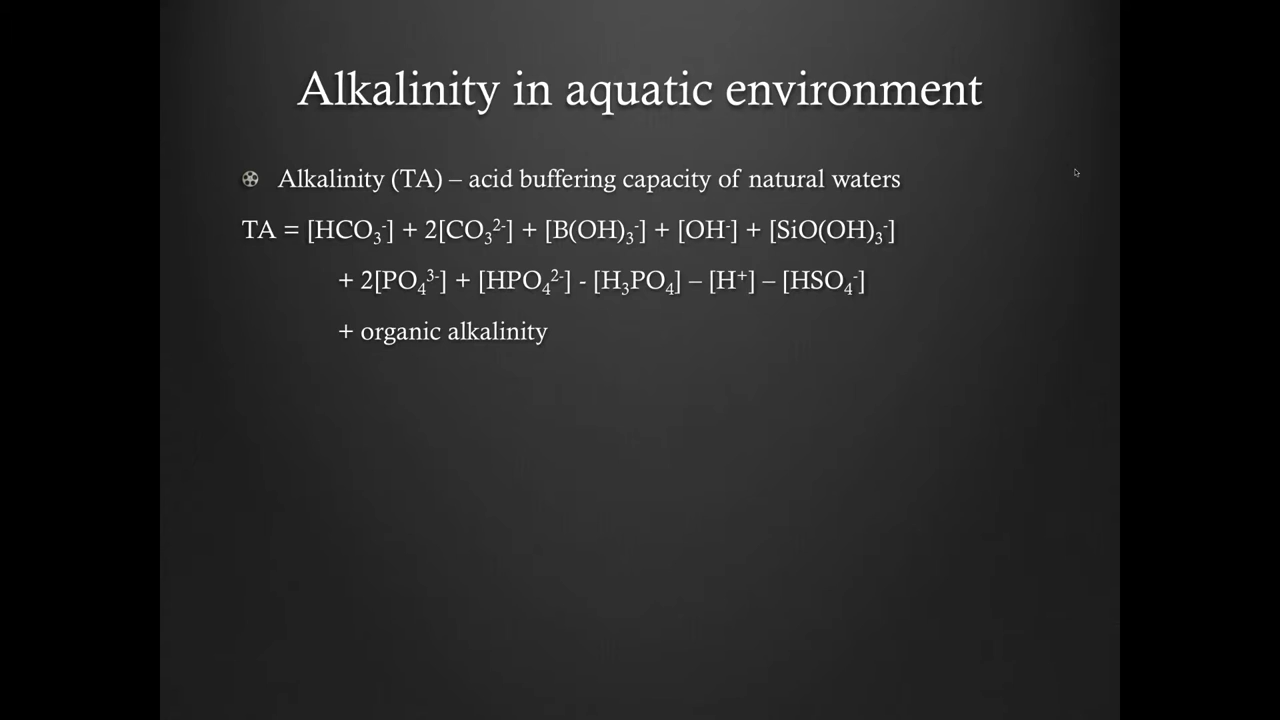 Alkalinity in aquatic environment
Alkalinity (TA) – acid buffering capacity of natural waters
TA = [HCO₃⁻] + 2[CO₃²⁻] + [B(OH)₃⁻] + [OH⁻] + [SiO(OH)₃⁻]
+ 2[PO₄³⁻] + [HPO₄²⁻] - [H₃PO₄] – [H⁺] – [HSO₄⁻]
+ organic alkalinity